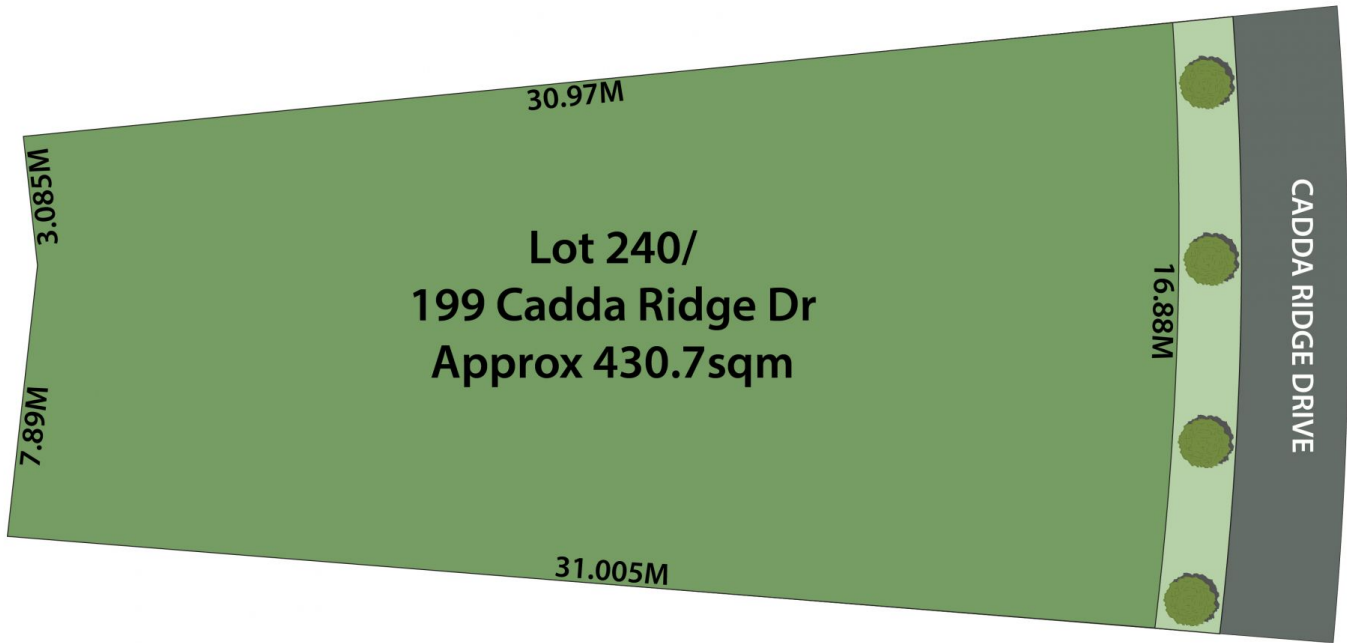 30.97M
3.085M
Lot 240/
199 Cadda Ridge Dr
Approx 430.7sqm
16.88M
CADDA RIDGE DRIVE
7.89M
31.005M